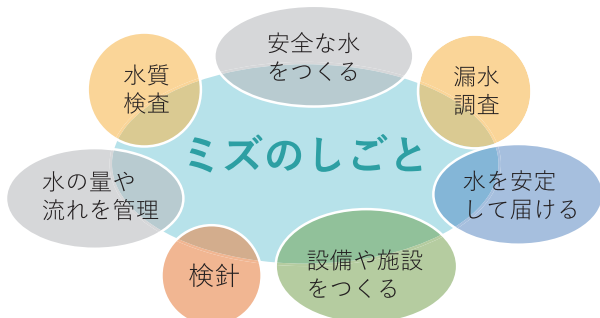 安全な水
をつくる
水質
検査
漏水
調査
ミズのしごと
水の量や
流れを管理
水を安定
して届ける
検針
設備や施設
をつくる